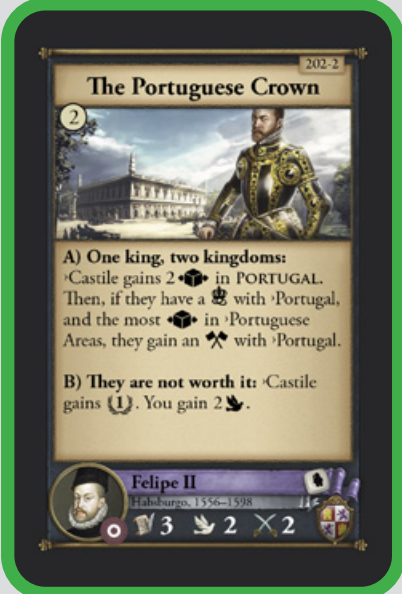 202-2
The Portuguese Crown
2
A) One king, two kingdoms:
›Castile gains 2 in PORTUGAL.
Then, if they have a with ›Portugal,
and the most in ›Portuguese
Areas, they gain an with ›Portugal.
B) They are not worth it: ›Castile
gains (1). You gain 2 .
Felipe II
Habsburgo, 1556–1598
3 2 2